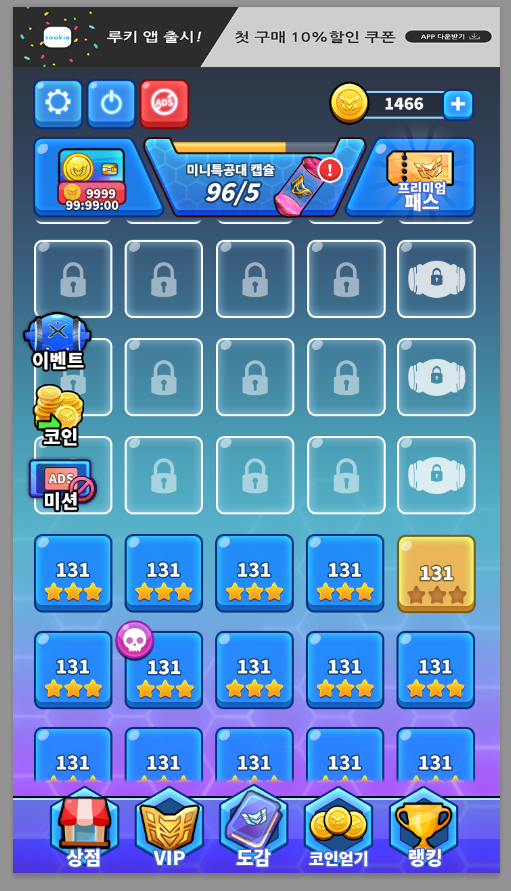 rookie
루키 앱 출시!
첫 구매 10%할인 쿠폰
APP 다운받기
ADS
1466
9999
99:99:00
미니특공대 캡슐
96/5
!
프리미엄
패스
이벤트
코인
ADS
미션
131 131 131 131 131
131 131 131 131 131
131 131 131 131 131
상점 VIP 도감 코인얻기 랭킹